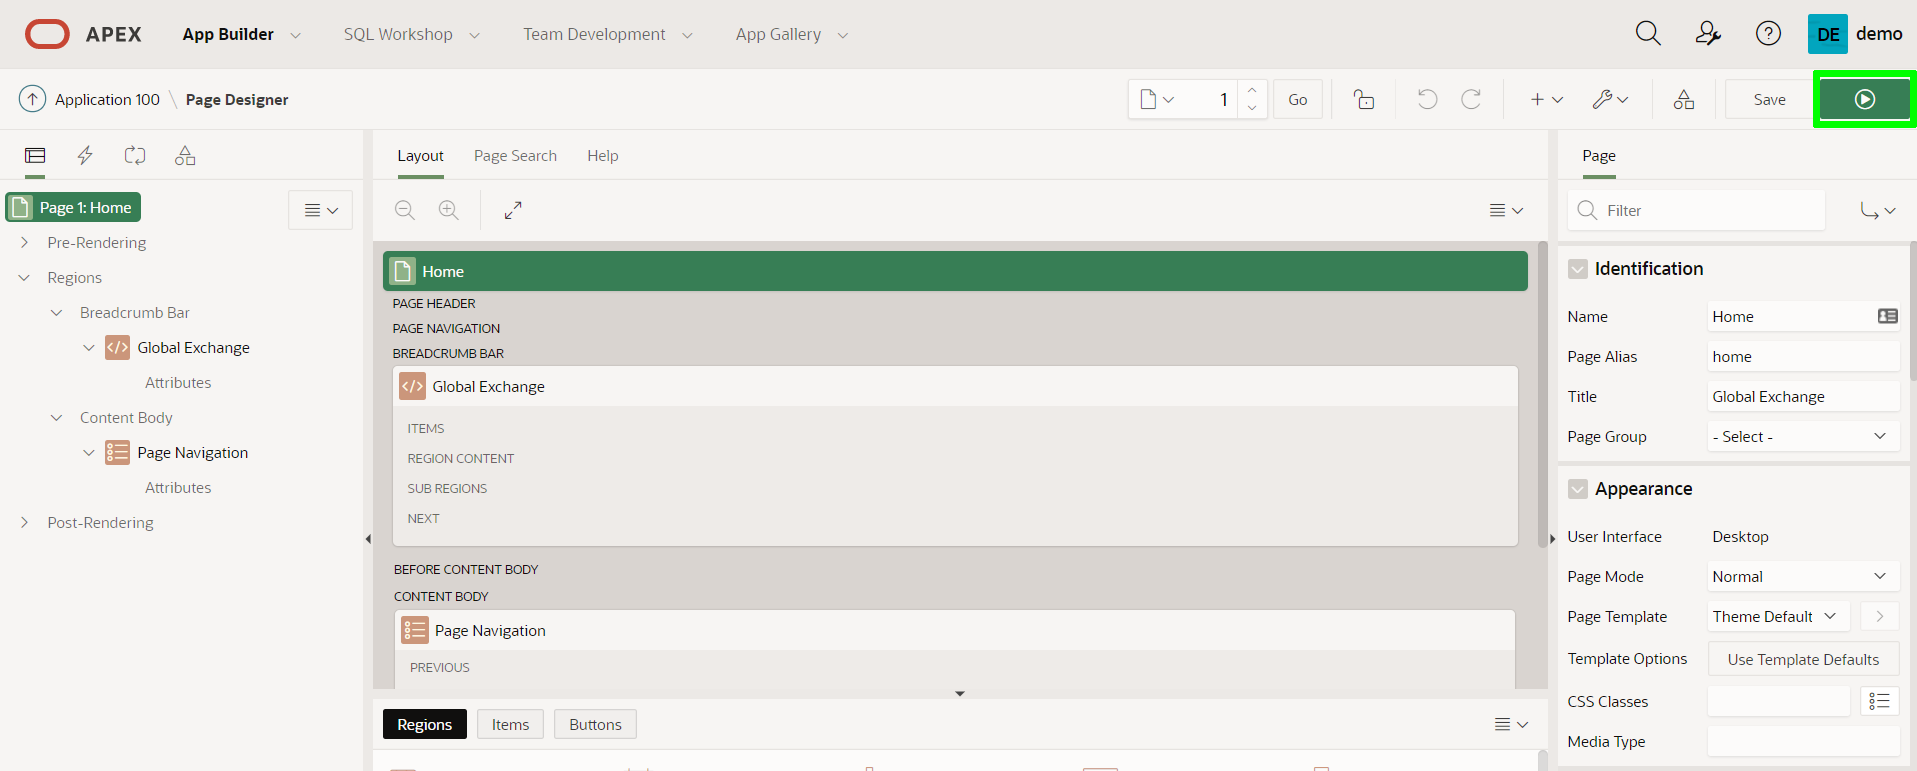 APEX App Builder SQL Workshop Team Development App Gallery DE demo
Application 100 \ Page Designer 1 Go Save
Layout Page Search Help Page
Page 1: Home
Filter
Pre-Rendering
Regions
Breadcrumb Bar
Global Exchange
Attributes
Content Body
Page Navigation
Attributes
Post-Rendering
Home
PAGE HEADER
PAGE NAVIGATION
BREADCRUMB BAR
Global Exchange
ITEMS
REGION CONTENT
SUB REGIONS
NEXT
BEFORE CONTENT BODY
CONTENT BODY
Page Navigation
PREVIOUS
Regions Items Buttons
Identification
Name Home
Page Alias home
Title Global Exchange
Page Group - Select -
Appearance
User Interface Desktop
Page Mode Normal
Page Template Theme Default
Template Options Use Template Defaults
CSS Classes
Media Type